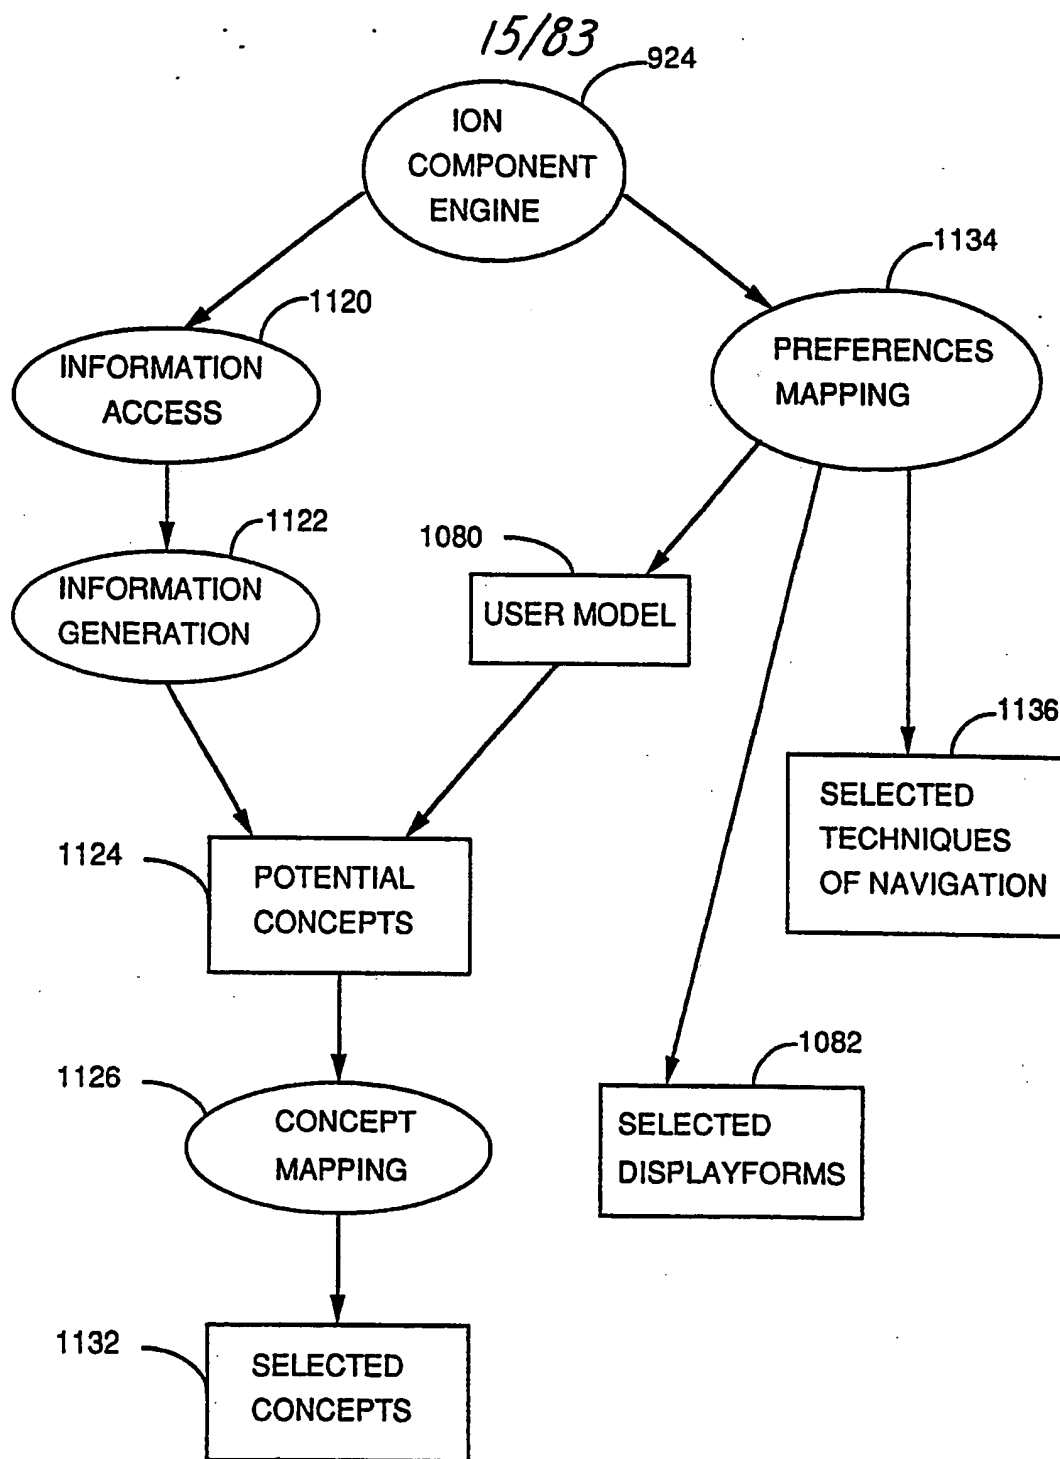 15/83
924
ION
COMPONENT
ENGINE
1134
1120
PREFERENCES
MAPPING
INFORMATION
ACCESS
1122
1080
INFORMATION
GENERATION
USER MODEL
1136
SELECTED
TECHNIQUES
OF NAVIGATION
1124
POTENTIAL
CONCEPTS
1082
1126
CONCEPT
MAPPING
SELECTED
DISPLAYFORMS
1132
SELECTED
CONCEPTS